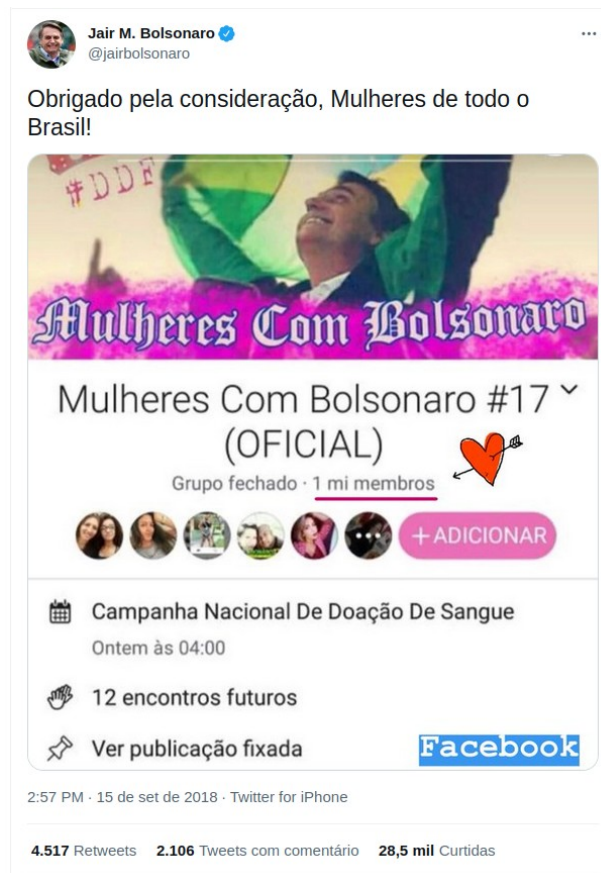 Jair M. Bolsonaro
@jairbolsonaro
Obrigado pela consideração, Mulheres de todo o
Brasil!
#DDF
Mulheres Com Bolsonaro
Mulheres Com Bolsonaro #17
(OFICIAL)
Grupo fechado · 1 mi membros
+ADICIONAR
Campanha Nacional De Doação De Sangue
Ontem às 04:00
12 encontros futuros
Ver publicação fixada
Facebook
2:57 PM · 15 de set de 2018 · Twitter for iPhone
4.517 Retweets 2.106 Tweets com comentário 28,5 mil Curtidas